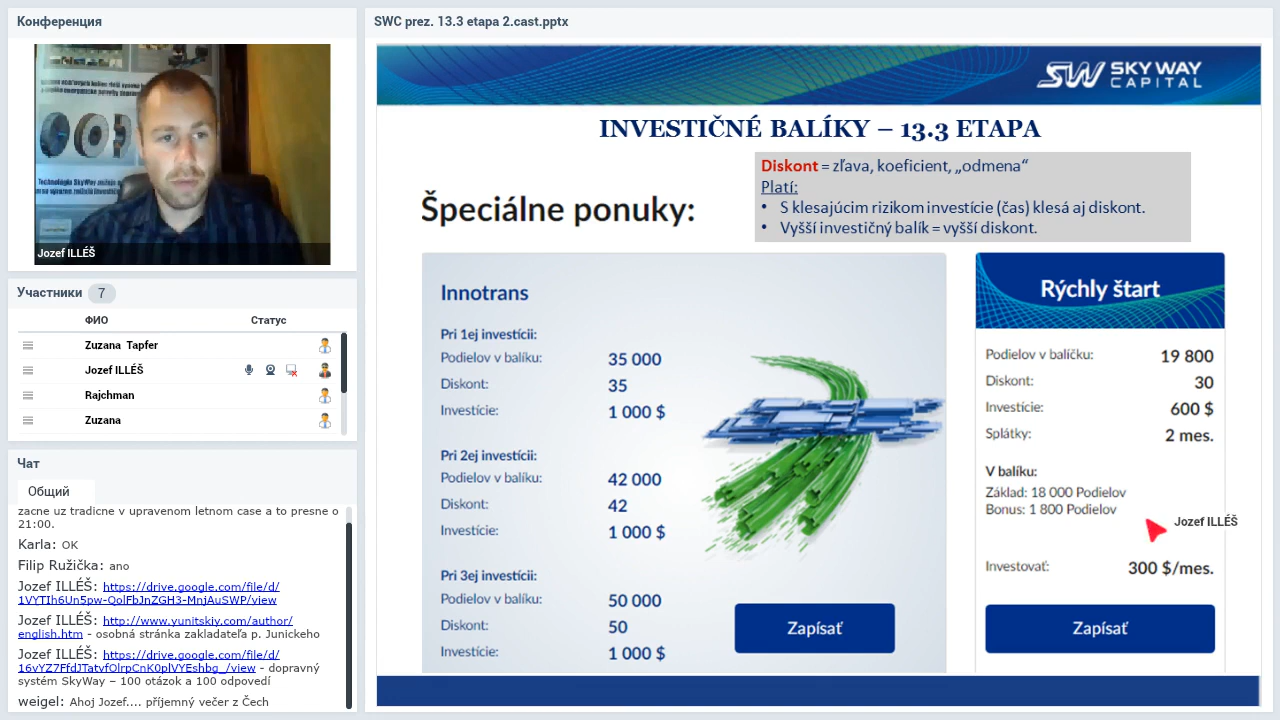 Конференция
Jozef ILLÉŠ
Участники 7
ФИО Статус
Zuzana Tapfer
Jozef ILLÉŠ
Rajchman
Zuzana
Чат
Общий
zacne uz tradicne v upravenom letnom case a to presne o
21:00.
Karla: OK
Filip Ružička: ano
Jozef ILLÉŠ: https://drive.google.com/file/d/
1VYTIh6Un5pw-QolFbJnZGH3-MnjAuSWP/view
Jozef ILLÉŠ: http://www.yunitskiy.com/author/
english.htm - osobná stránka zakladateľa p. Junického
Jozef ILLÉŠ: https://drive.google.com/file/d/
16vYZ7FfdJTatvfOlrpCnK0plVYEshbg_/view - dopravný
systém SkyWay – 100 otázok a 100 odpovedí
weigel: Ahoj Jozef.... příjemný večer z Čech
SWC prez. 13.3 etapa 2.cast.pptx
SW SKY WAY
CAPITAL
INVESTIČNÉ BALÍKY – 13.3 ETAPA
Diskont = zľava, koeficient, „odmena“
Platí:
• S klesajúcim rizikom investície (čas) klesá aj diskont.
• Vyšší investičný balík = vyšší diskont.
Špeciálne ponuky:
Innotrans
Pri 1ej investícii:
Podielov v balíku: 35 000
Diskont: 35
Investície: 1 000 $
Pri 2ej investícii:
Podielov v balíku: 42 000
Diskont: 42
Investície: 1 000 $
Pri 3ej investícii:
Podielov v balíku: 50 000
Diskont: 50
Investície: 1 000 $
Zapísať
Rýchly štart
Podielov v balíčku: 19 800
Diskont: 30
Investície: 600 $
Splátky: 2 mes.
V balíku:
Základ: 18 000 Podielov
Bonus: 1 800 Podielov
Jozef ILLÉŠ
Investovať: 300 $/mes.
Zapísať